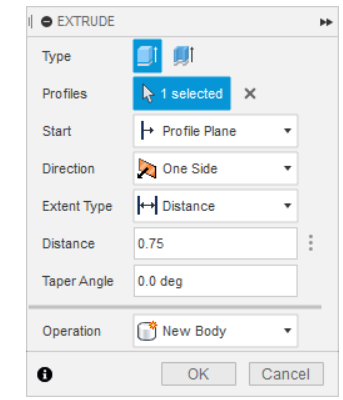 EXTRUDE
Type
Profiles 1 selected
Start Profile Plane
Direction One Side
Extent Type Distance
Distance 0.75
Taper Angle 0.0 deg
Operation New Body
OK Cancel